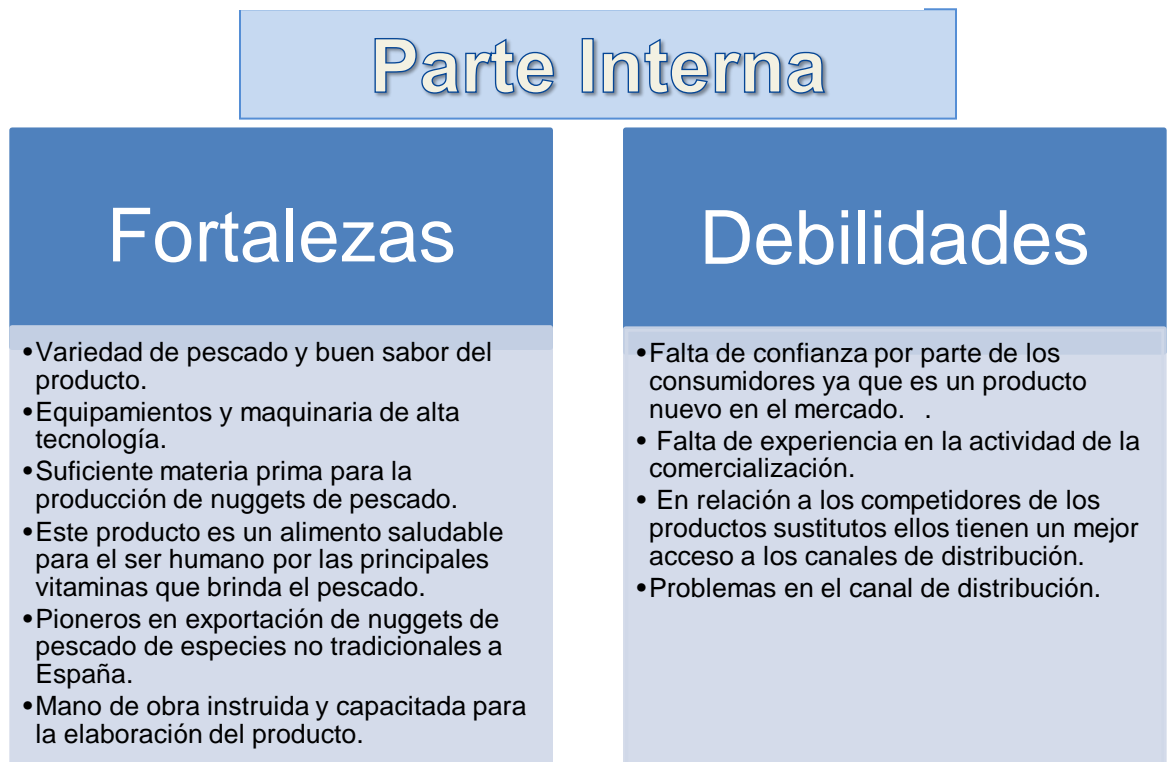 Parte Interna
Fortalezas
•Variedad de pescado y buen sabor del
producto.
•Equipamientos y maquinaria de alta
tecnología.
•Suficiente materia prima para la
producción de nuggets de pescado.
•Este producto es un alimento saludable
para el ser humano por las principales
vitaminas que brinda el pescado.
•Pioneros en exportación de nuggets de
pescado de especies no tradicionales a
España.
•Mano de obra instruida y capacitada para
la elaboración del producto.
Debilidades
•Falta de confianza por parte de los
consumidores ya que es un producto
nuevo en el mercado. .
• Falta de experiencia en la actividad de la
comercialización.
• En relación a los competidores de los
productos sustitutos ellos tienen un mejor
acceso a los canales de distribución.
•Problemas en el canal de distribución.